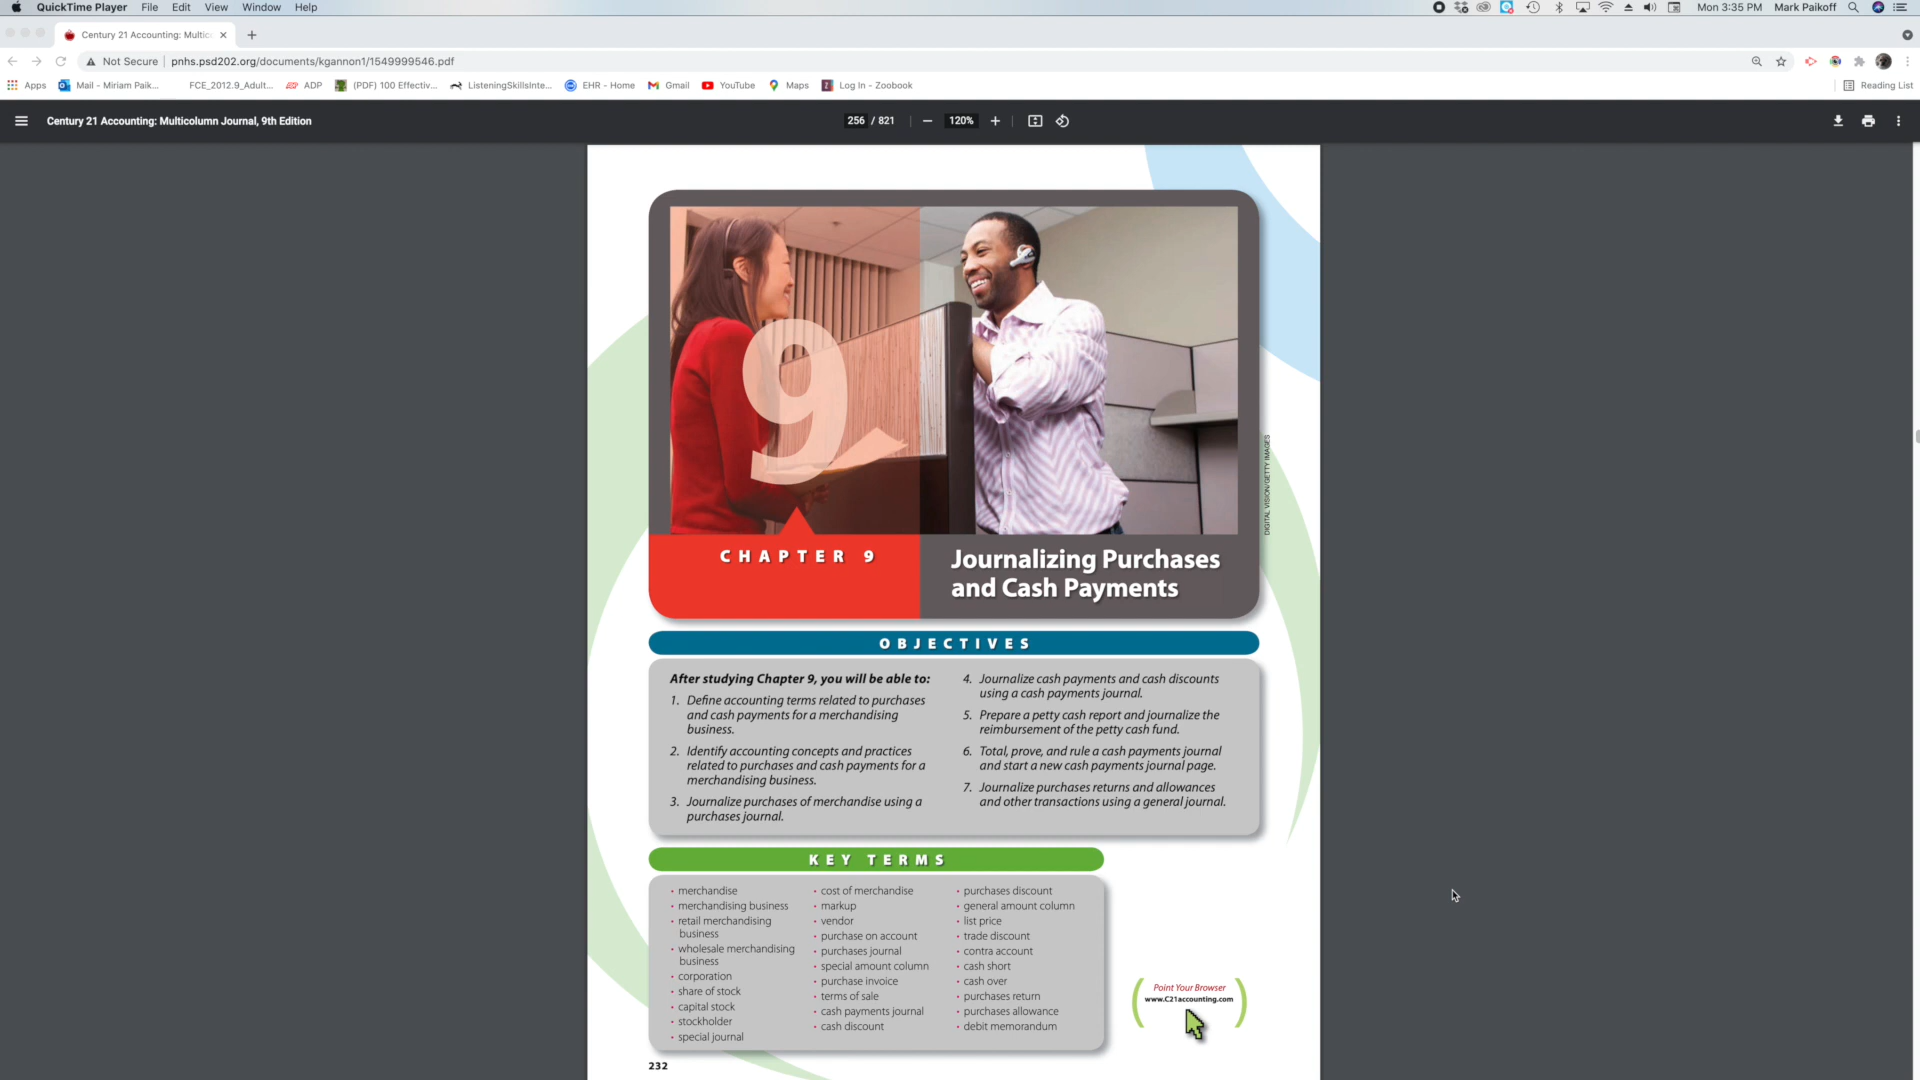 QuickTime Player File Edit View Window Help
Mon 3:35 PM Mark Paikoff
Century 21 Accounting: Multic
Not Secure pnhs.psd202.org/documents/kgannon1/1549999546.pdf
Apps Mail - Miriam Paik... FCE_2012.9_Adult... ADP (PDF) 100 Effectiv... ListeningSkillsInte... EHR - Home Gmail YouTube Maps Log In - Zoobook Reading List
Century 21 Accounting: Multicolumn Journal, 9th Edition 256 / 821 120%
9
DIGITAL VISION/GETTY IMAGES
CHAPTER 9
Journalizing Purchases
and Cash Payments
OBJECTIVES
After studying Chapter 9, you will be able to:
1. Define accounting terms related to purchases
and cash payments for a merchandising
business.
2. Identify accounting concepts and practices
related to purchases and cash payments for a
merchandising business.
3. Journalize purchases of merchandise using a
purchases journal.
4. Journalize cash payments and cash discounts
using a cash payments journal.
5. Prepare a petty cash report and journalize the
reimbursement of the petty cash fund.
6. Total, prove, and rule a cash payments journal
and start a new cash payments journal page.
7. Journalize purchases returns and allowances
and other transactions using a general journal.
KEY TERMS
• merchandise
• merchandising business
• retail merchandising
business
• wholesale merchandising
business
• corporation
• share of stock
• capital stock
• stockholder
• special journal
• cost of merchandise
• markup
• vendor
• purchase on account
• purchases journal
• special amount column
• purchase invoice
• terms of sale
• cash payments journal
• cash discount
• purchases discount
• general amount column
• list price
• trade discount
• contra account
• cash short
• cash over
• purchases return
• purchases allowance
• debit memorandum
Point Your Browser
www.C21accounting.com
232